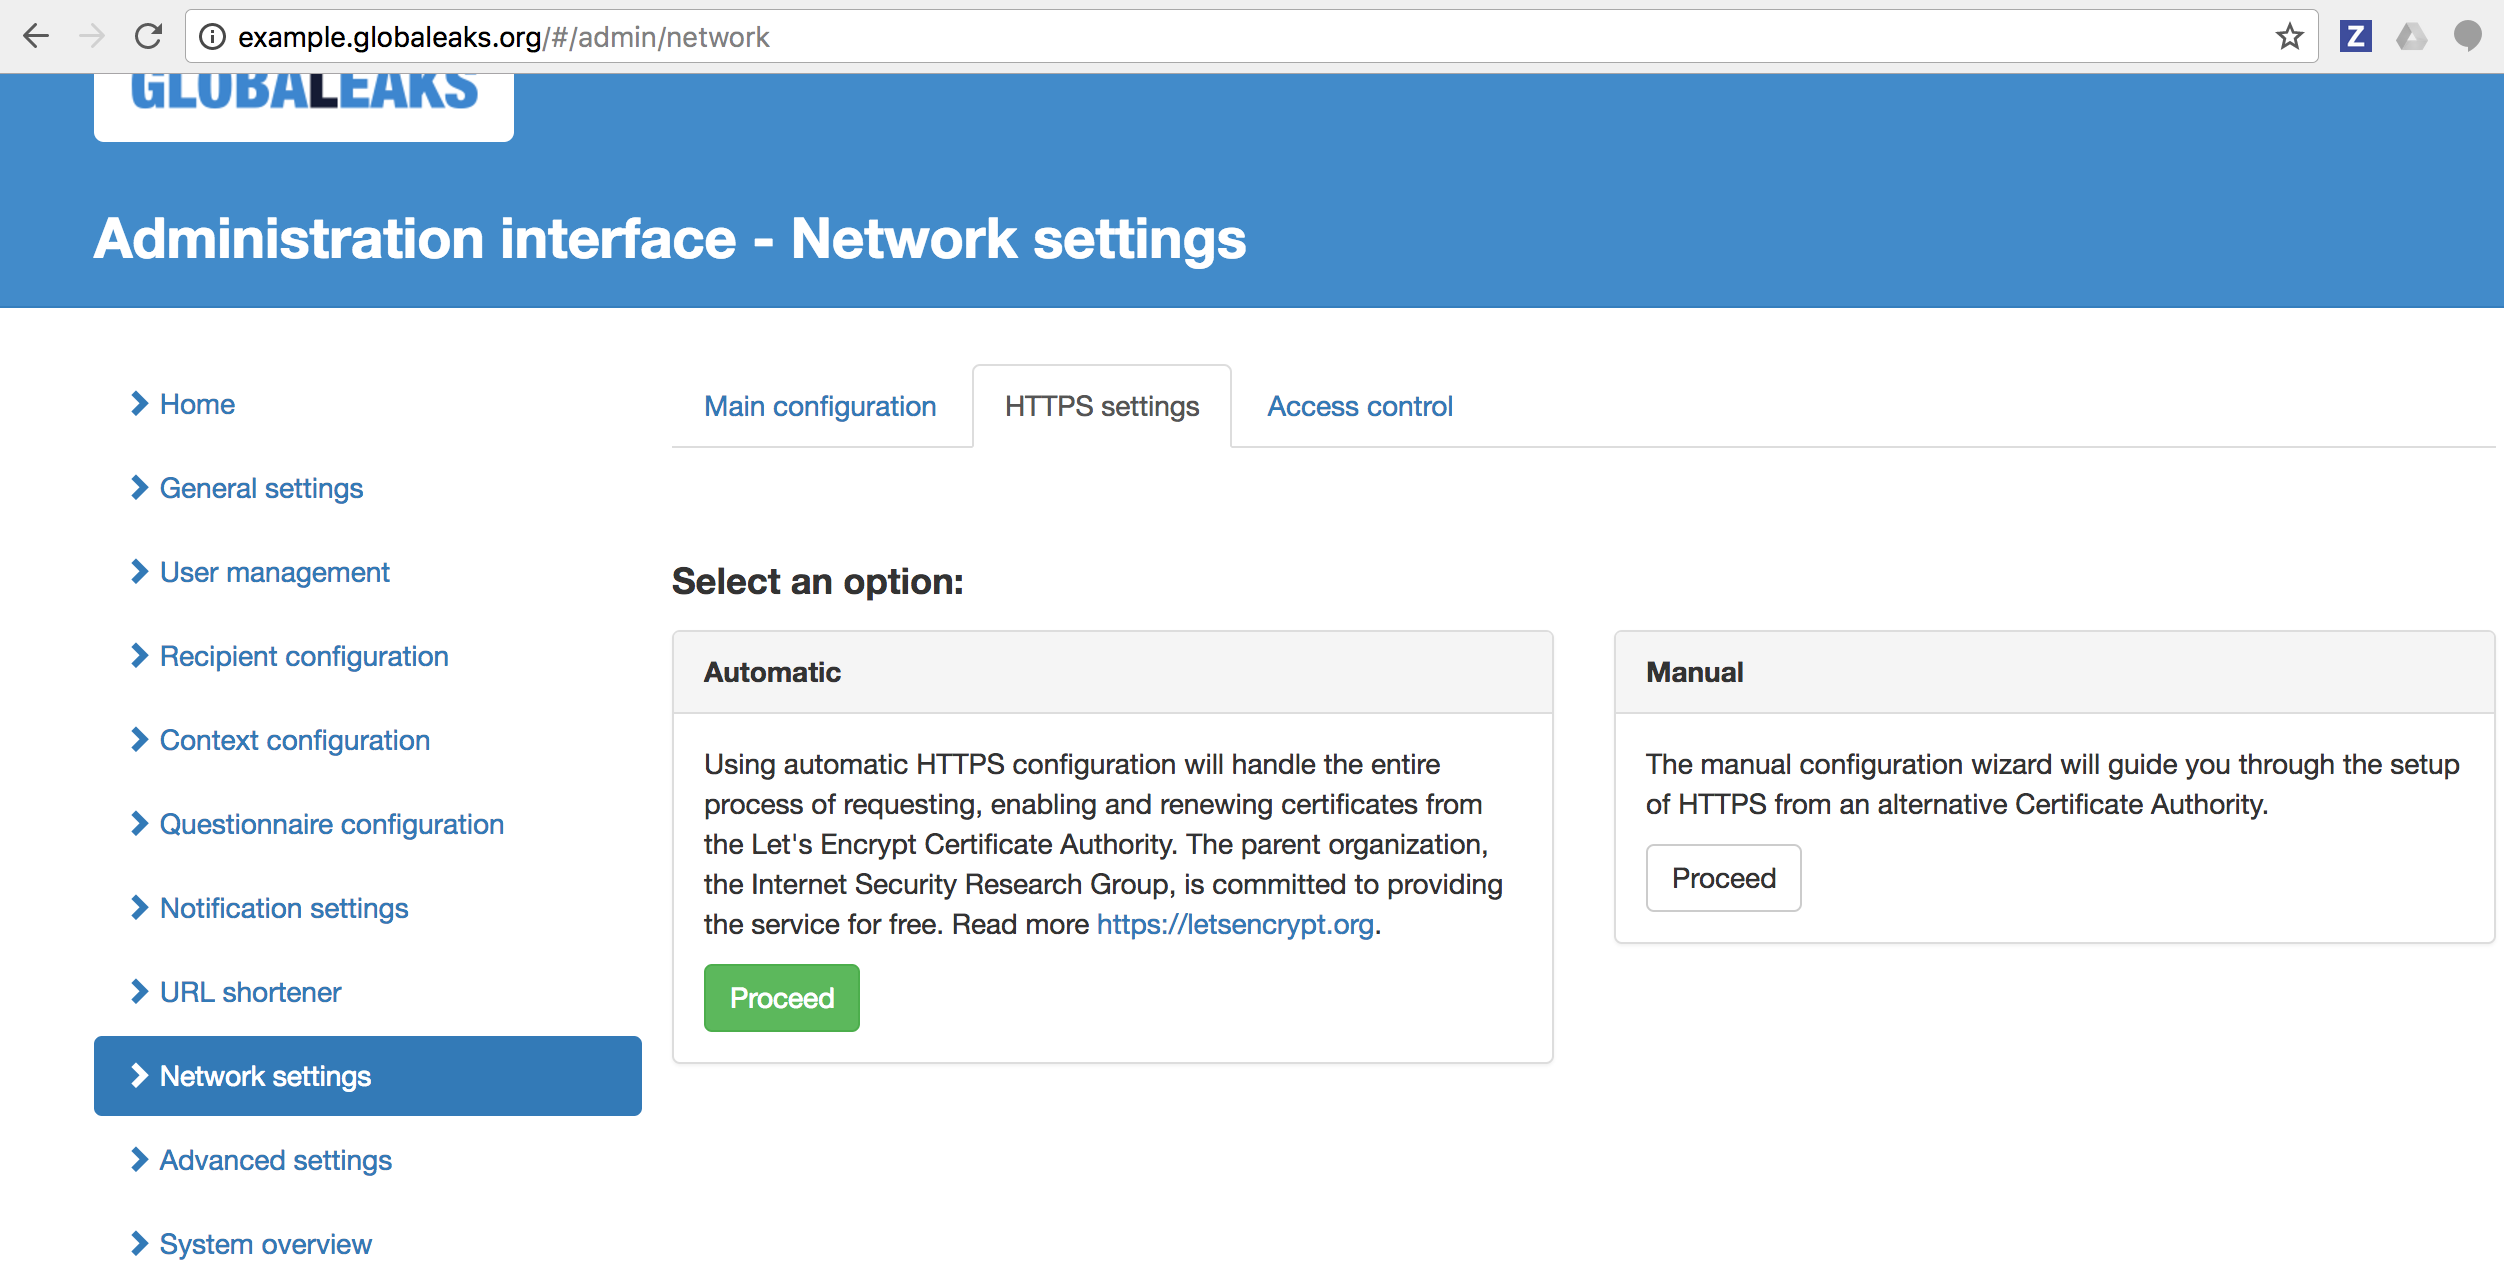 example.globaleaks.org/#/admin/network
Z
GLOBALEAKS
Administration interface - Network settings
Home
General settings
User management
Recipient configuration
Context configuration
Questionnaire configuration
Notification settings
URL shortener
Network settings
Advanced settings
System overview
Main configuration
HTTPS settings
Access control
Select an option:
Automatic
Using automatic HTTPS configuration will handle the entire
process of requesting, enabling and renewing certificates from
the Let's Encrypt Certificate Authority. The parent organization,
the Internet Security Research Group, is committed to providing
the service for free. Read more https://letsencrypt.org.
Proceed
Manual
The manual configuration wizard will guide you through the setup
of HTTPS from an alternative Certificate Authority.
Proceed